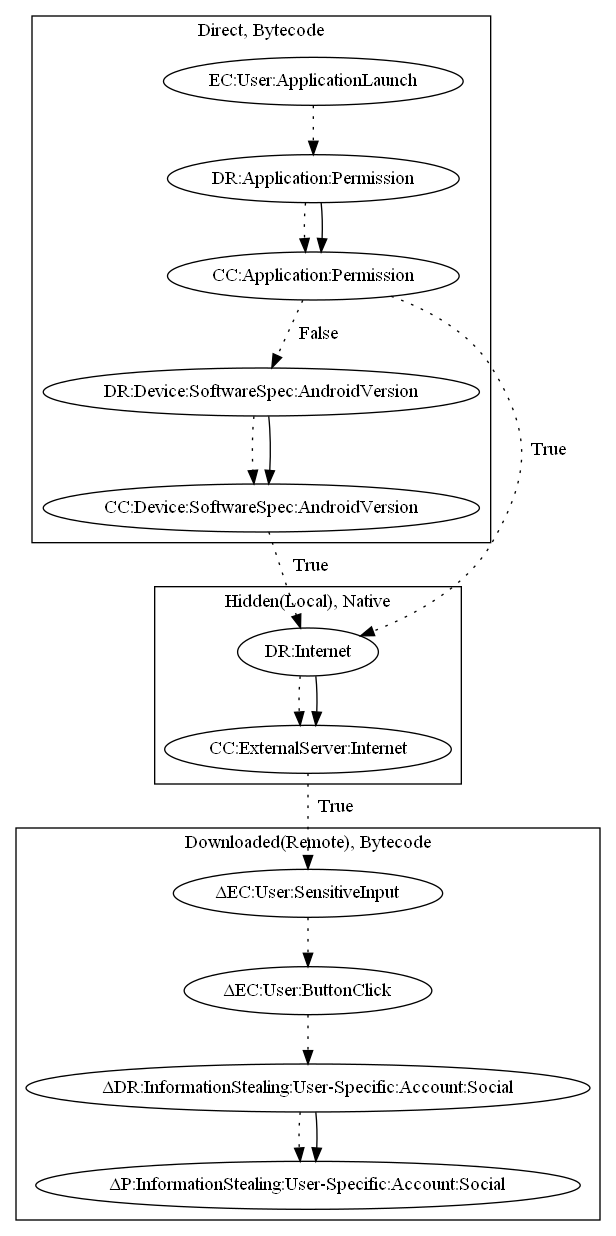 Direct, Bytecode
EC:User:ApplicationLaunch
DR:Application:Permission
CC:Application:Permission
False
DR:Device:SoftwareSpec:AndroidVersion
True
CC:Device:SoftwareSpec:AndroidVersion
True
Hidden(Local), Native
DR:Internet
CC:ExternalServer:Internet
True
Downloaded(Remote), Bytecode
ΔEC:User:SensitiveInput
ΔEC:User:ButtonClick
ΔDR:InformationStealing:User-Specific:Account:Social
ΔP:InformationStealing:User-Specific:Account:Social